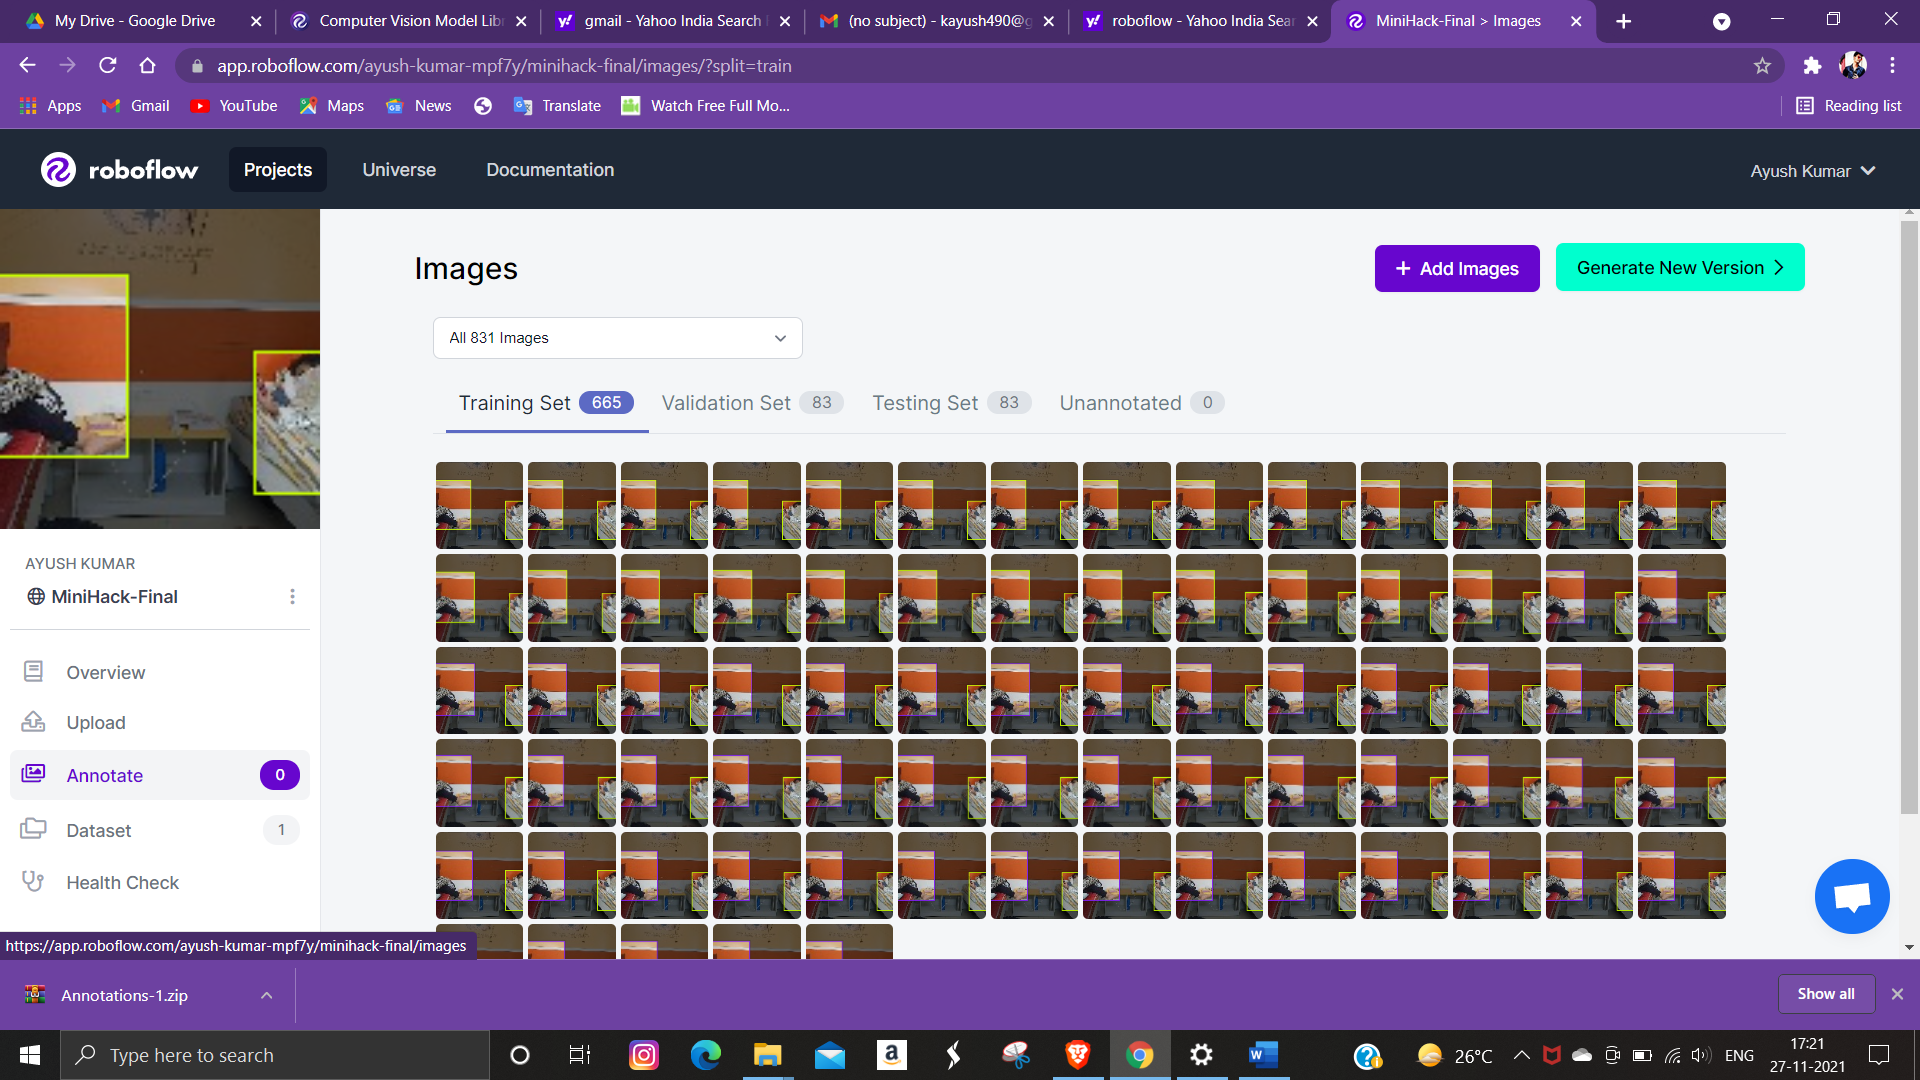 My Drive - Google Drive
Computer Vision Model Libr
gmail - Yahoo India Search
(no subject) - kayush490@g
roboflow - Yahoo India Sear
MiniHack-Final > Images
app.roboflow.com/ayush-kumar-mpf7y/minihack-final/images/?split=train
Apps
Gmail
YouTube
Maps
News
Translate
Watch Free Full Mo...
Reading list
roboflow
Projects
Universe
Documentation
Ayush Kumar
Images
+ Add Images
Generate New Version >
All 831 Images
Training Set 665
Validation Set 83
Testing Set 83
Unannotated 0
AYUSH KUMAR
MiniHack-Final
Overview
Upload
Annotate 0
Dataset 1
Health Check
https://app.roboflow.com/ayush-kumar-mpf7y/minihack-final/images
Annotations-1.zip
Show all
Type here to search
26°C
ENG
17:21
27-11-2021